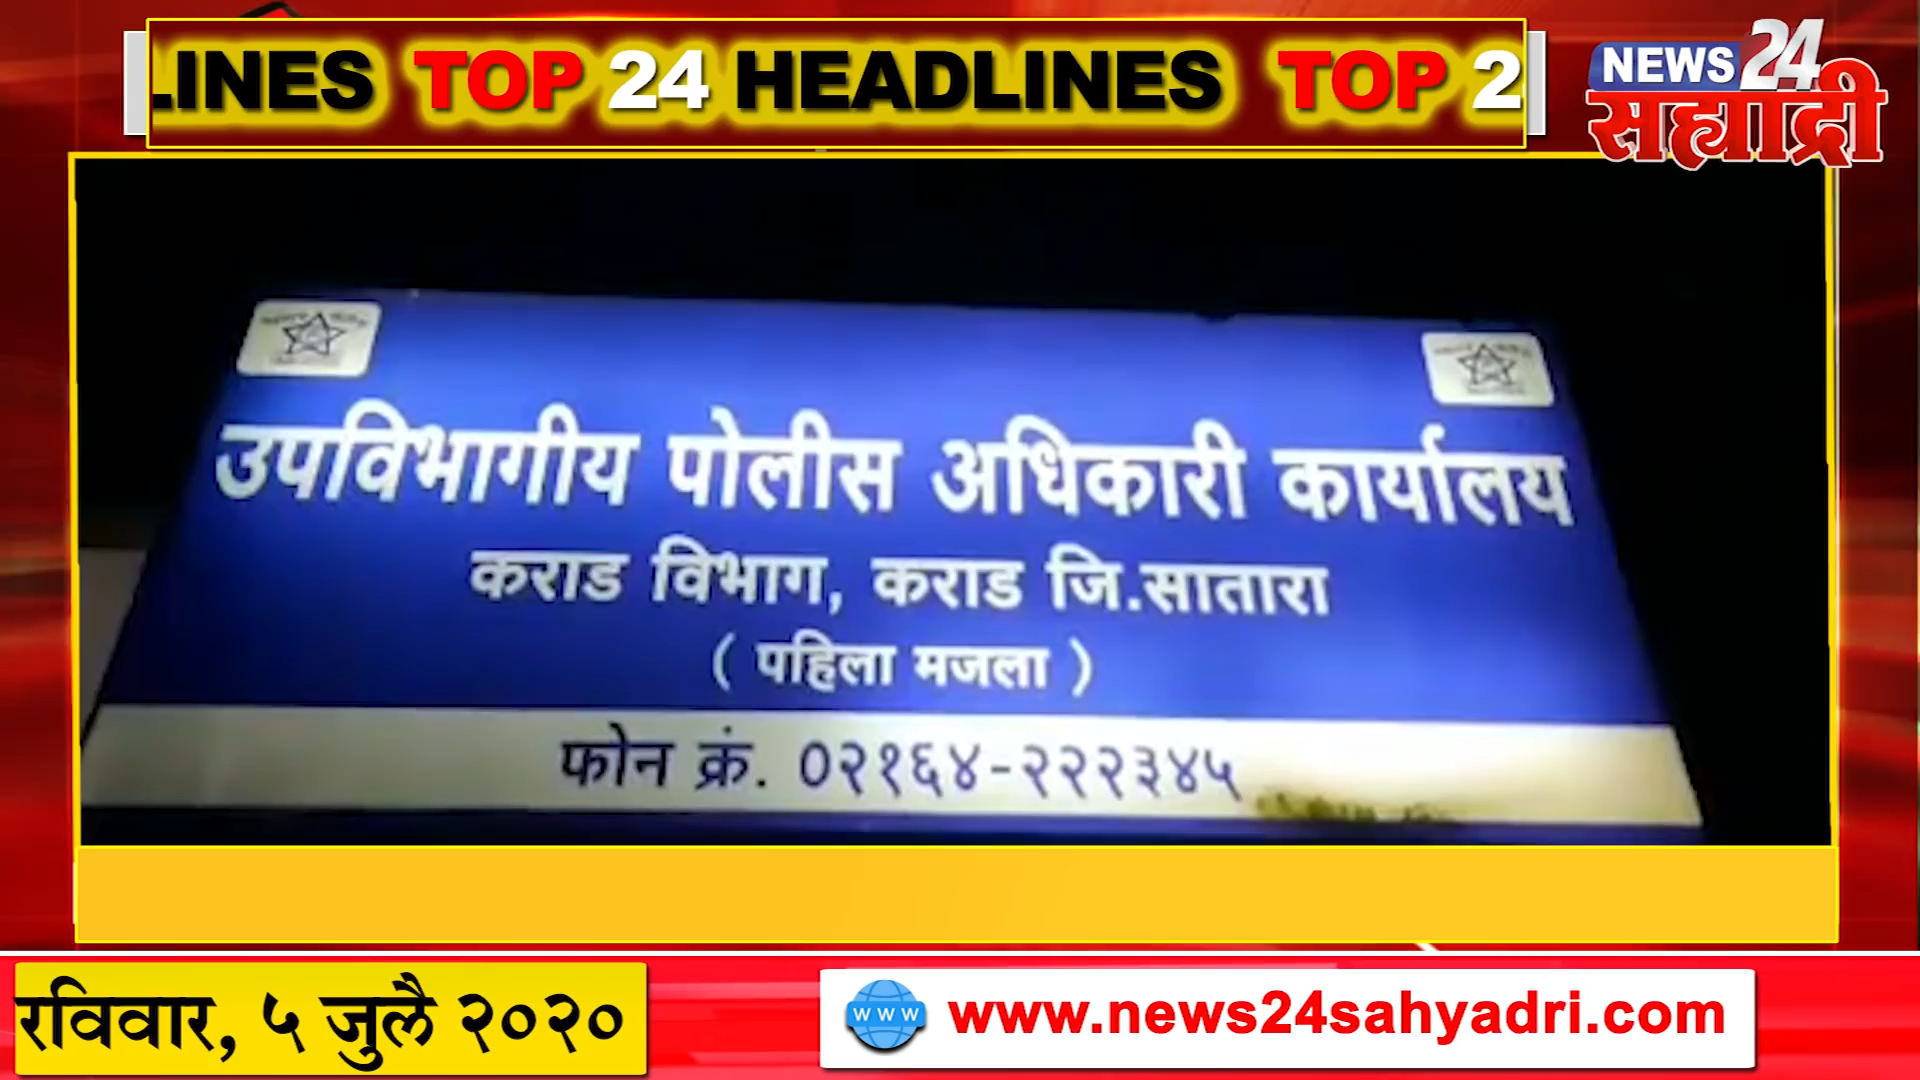 LINES TOP 24 HEADLINES TOP 2
NEWS 24
सह्याद्री
उपविभागीय पोलीस अधिकारी कार्यालय
कराड विभाग, कराड जि.सातारा
( पहिला मजला )
फोन क्रं. ०२१६४-२२२३४५
रविवार, ५ जुलै २०२०
www
www.news24sahyadri.com